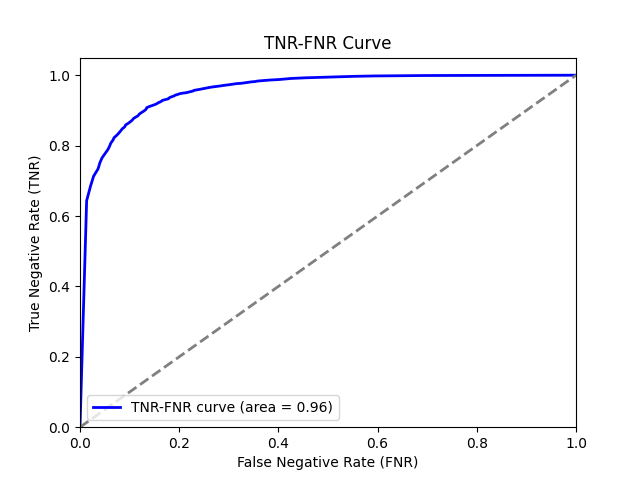 TNR-FNR Curve
True Negative Rate (TNR)
1.0
0.8
0.6
0.4
0.2
0.0
TNR-FNR curve (area = 0.96)
0.0 0.2 0.4 0.6 0.8 1.0
False Negative Rate (FNR)